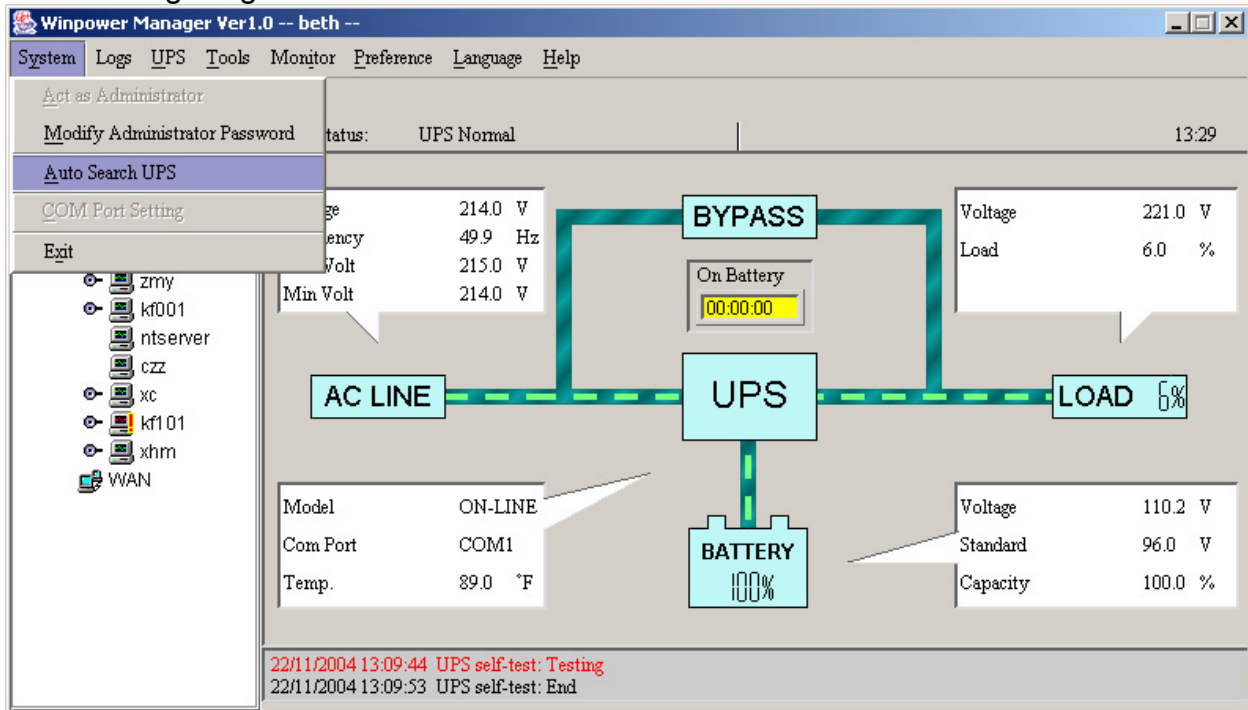 Winpower Manager Ver1.0 -- beth --
System Logs UPS Tools Monitor Preference Language Help
Act as Administrator
Modify Administrator Password
Auto Search UPS
COM Port Setting
Exit
tatus: UPS Normal 13:29
ge 214.0 V
ency 49.9 Hz
Volt 215.0 V
Min Volt 214.0 V
BYPASS
On Battery
00:00:00
Voltage 221.0 V
Load 6.0 %
zmy
kf001
ntserver
czz
xc
kf101
xhm
WAN
AC LINE
UPS
LOAD 6%
Model ON-LINE
Com Port COM1
Temp. 89.0 °F
BATTERY
100%
Voltage 110.2 V
Standard 96.0 V
Capacity 100.0 %
22/11/2004 13:09:44 UPS self-test: Testing
22/11/2004 13:09:53 UPS self-test: End